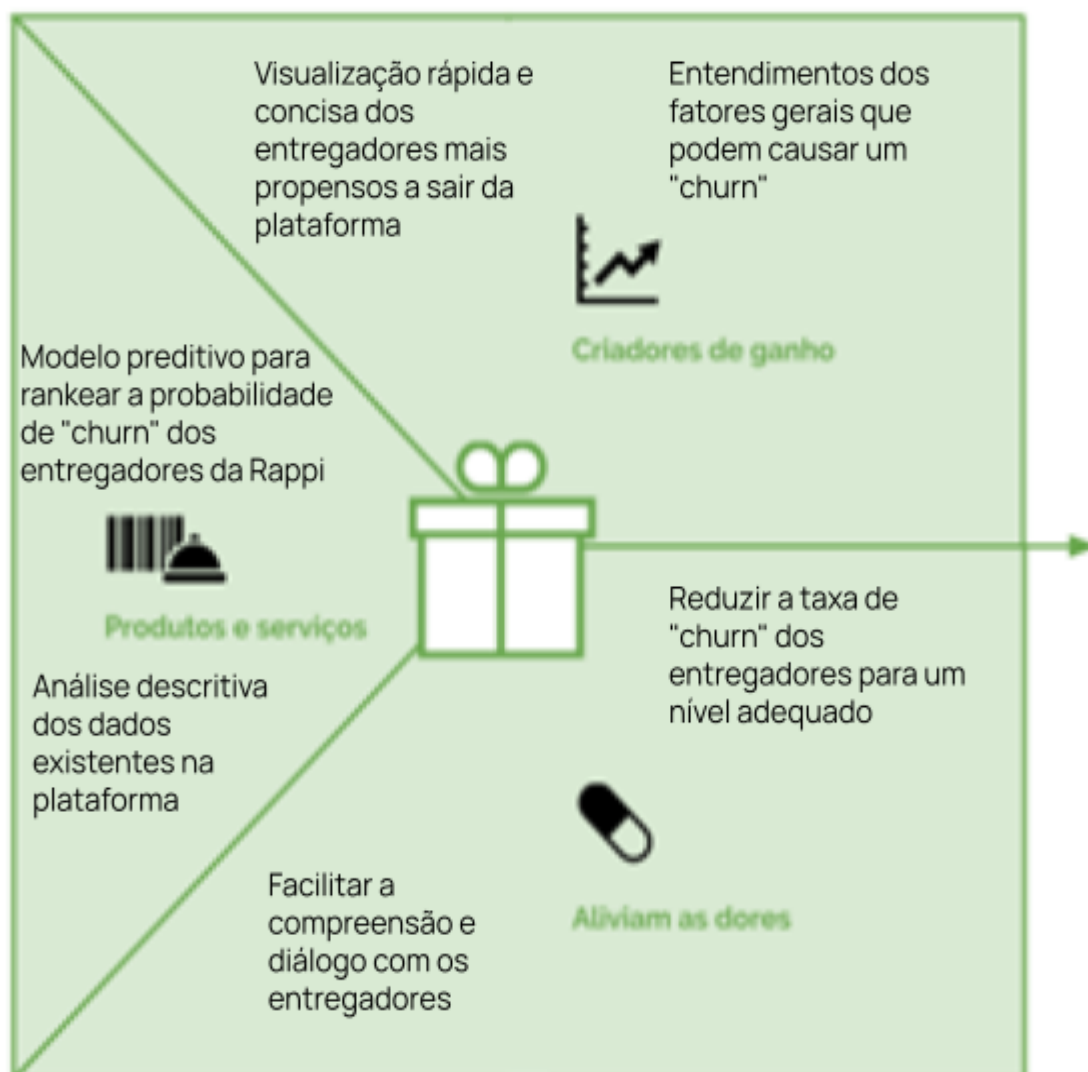 Visualização rápida e
concisa dos
entregadores mais
propensos a sair da
plataforma
Entendimentos dos
fatores gerais que
podem causar um
"churn"
Criadores de ganho
Modelo preditivo para
rankear a probabilidade
de "churn" dos
entregadores da Rappi
Produtos e serviços
Análise descritiva
dos dados
existentes na
plataforma
Reduzir a taxa de
"churn" dos
entregadores para um
nível adequado
Aliviam as dores
Facilitar a
compreensão e
diálogo com os
entregadores